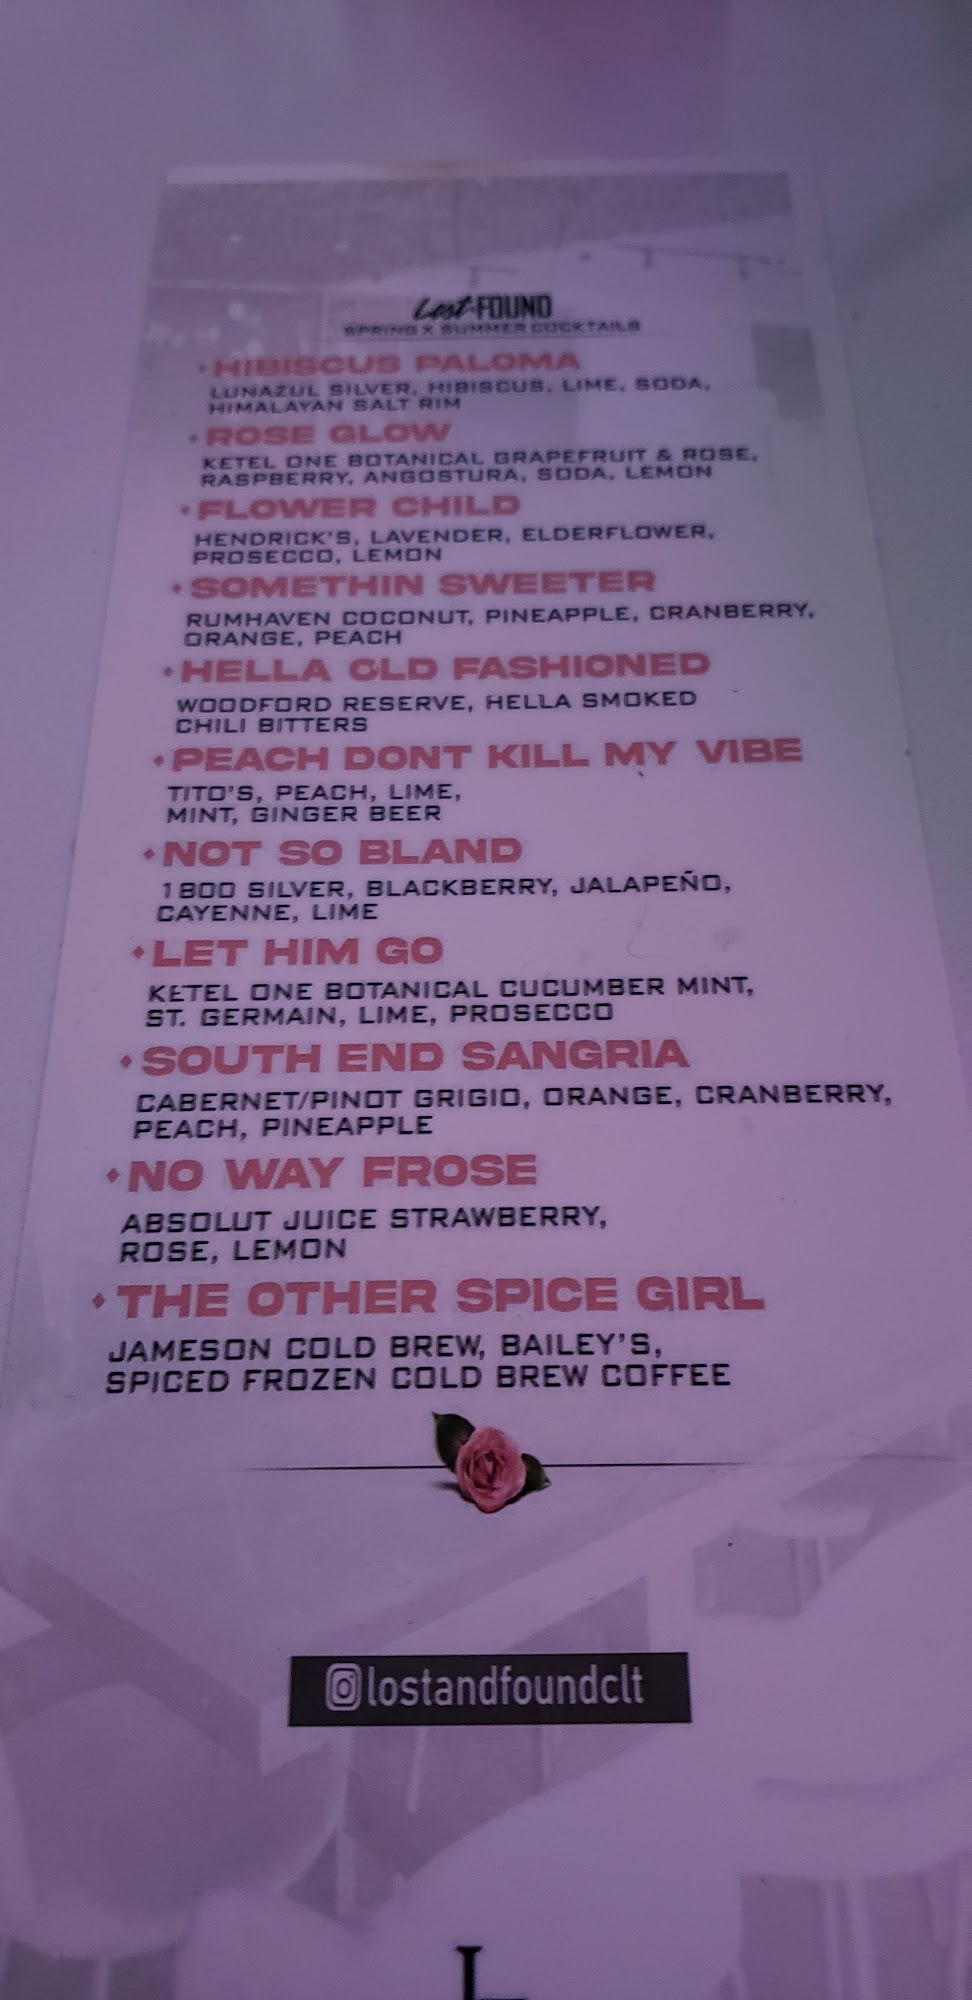 Lost & FOUND
SPRING X SUMMER COCKTAILS
HIBISCUS PALOMA
LUNAZUL SILVER, HIBISCUS, LIME, SODA,
HIMALAYAN SALT RIM
ROSE GLOW
KETEL ONE BOTANICAL GRAPEFRUIT & ROSE,
RASPBERRY, ANGOSTURA, SODA, LEMON
FLOWER CHILD
HENDRICK'S, LAVENDER, ELDERFLOWER,
PROSECCO, LEMON
SOMETHIN SWEETER
RUMHAVEN COCONUT, PINEAPPLE, CRANBERRY,
ORANGE, PEACH
HELLA OLD FASHIONED
WOODFORD RESERVE, HELLA SMOKED
CHILI BITTERS
PEACH DONT KILL MY VIBE
TITO'S, PEACH, LIME,
MINT, GINGER BEER
NOT SO BLAND
1800 SILVER, BLACKBERRY, JALAPEÑO,
CAYENNE, LIME
LET HIM GO
KETEL ONE BOTANICAL CUCUMBER MINT,
ST. GERMAIN, LIME, PROSECCO
SOUTH END SANGRIA
CABERNET/PINOT GRIGIO, ORANGE, CRANBERRY,
PEACH, PINEAPPLE
NO WAY FROSE
ABSOLUT JUICE STRAWBERRY,
ROSE, LEMON
THE OTHER SPICE GIRL
JAMESON COLD BREW, BAILEY'S,
SPICED FROZEN COLD BREW COFFEE
lostandfoundclt